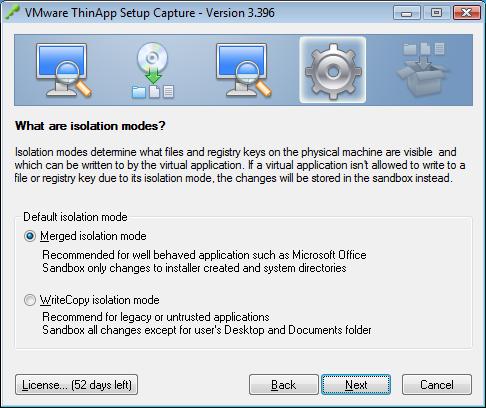 VMware ThinApp Setup Capture - Version 3.396
What are isolation modes?
Isolation modes determine what files and registry keys on the physical machine are visible and
which can be written to by the virtual application. If a virtual application isn't allowed to write to a
file or registry key due to its isolation mode, the changes will be stored in the sandbox instead.
Default isolation mode
Merged isolation mode
Recommended for well behaved application such as Microsoft Office
Sandbox only changes to installer created and system directories
WriteCopy isolation mode
Recommend for legacy or untrusted applications
Sandbox all changes except for user's Desktop and Documents folder
License... (52 days left)
Back
Next
Cancel